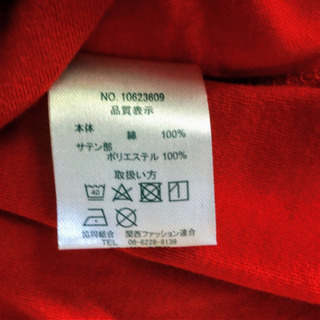 NO. 10623609
品質表示
本体 綿 100%
サテン部
ポリエステル 100%
取扱い方
40
協同組合 関西ファッション連合
TEL 06-6228-8139